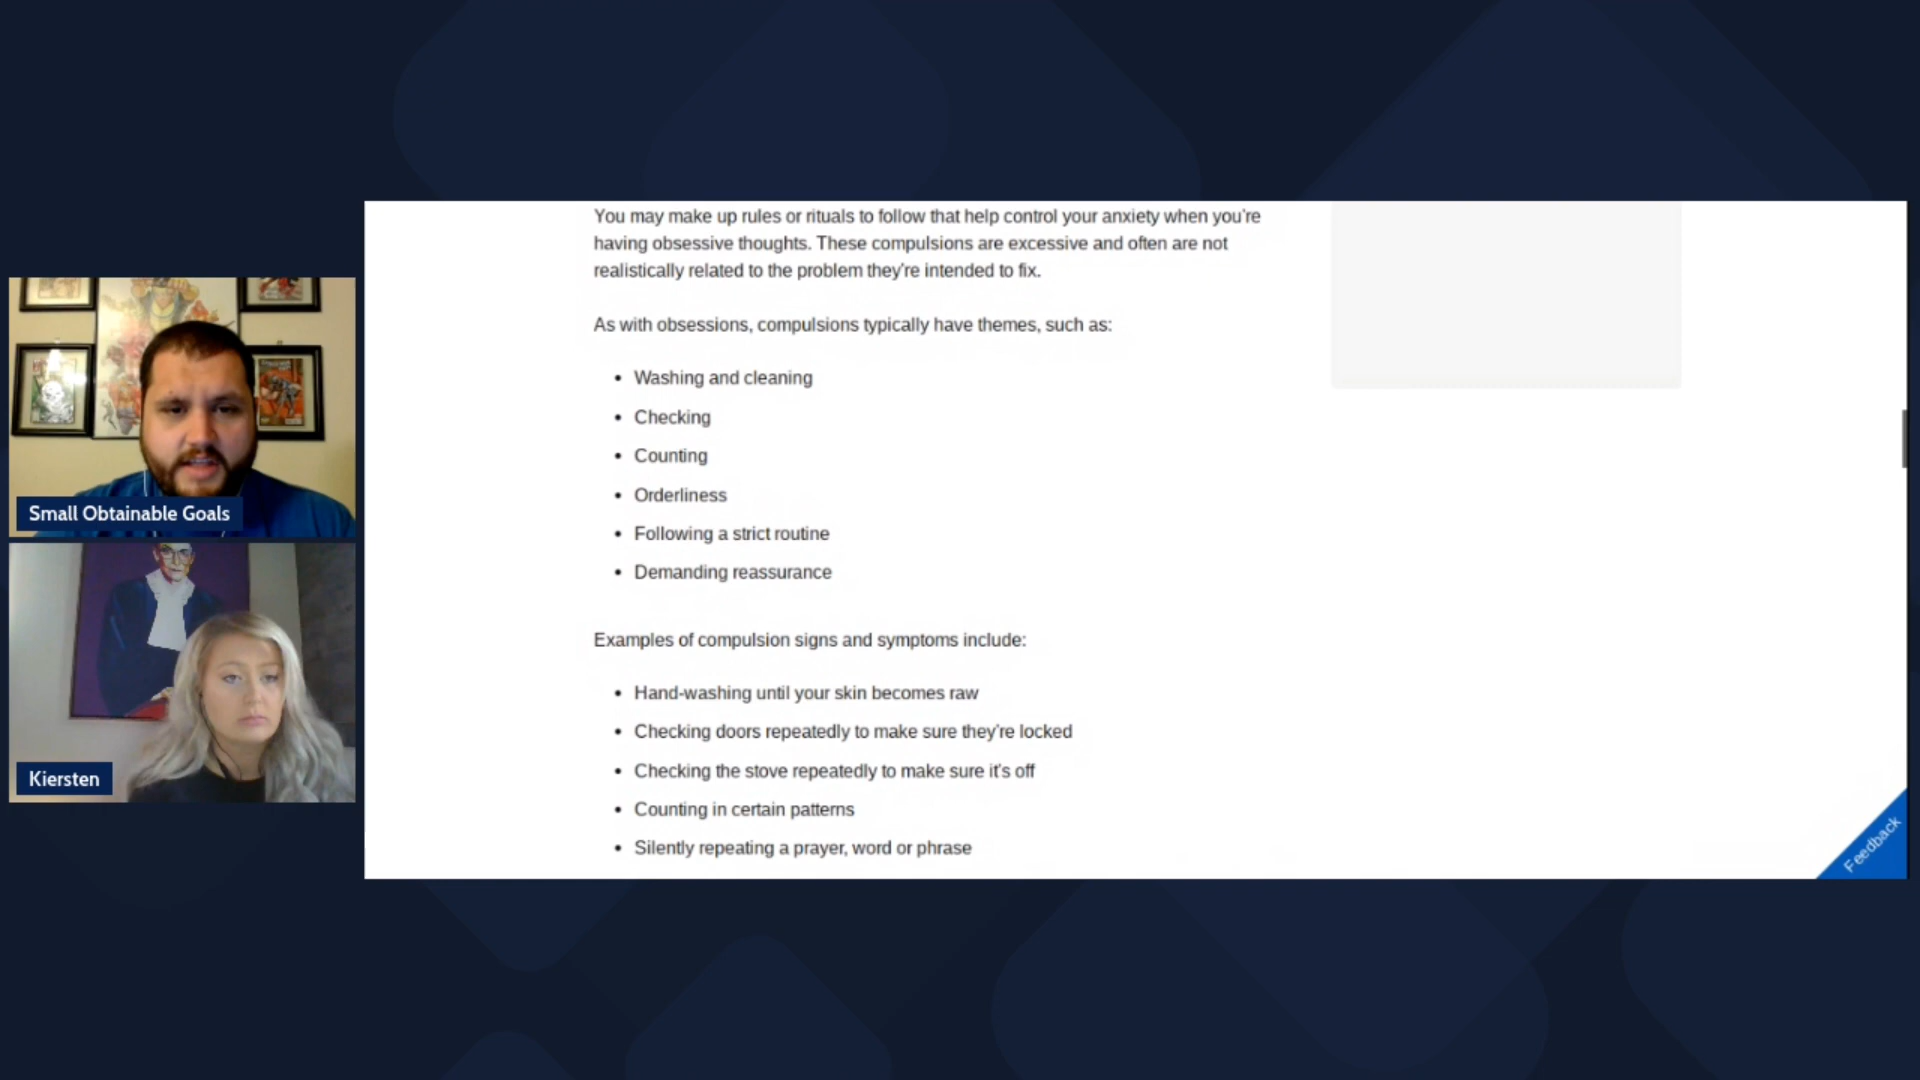 You may make up rules or rituals to follow that help control your anxiety when you're
having obsessive thoughts. These compulsions are excessive and often are not
realistically related to the problem they're intended to fix.
As with obsessions, compulsions typically have themes, such as:
• Washing and cleaning
• Checking
• Counting
• Orderliness
• Following a strict routine
• Demanding reassurance
Examples of compulsion signs and symptoms include:
• Hand-washing until your skin becomes raw
• Checking doors repeatedly to make sure they're locked
• Checking the stove repeatedly to make sure it's off
• Counting in certain patterns
• Silently repeating a prayer, word or phrase
Small Obtainable Goals
Kiersten
Feedback